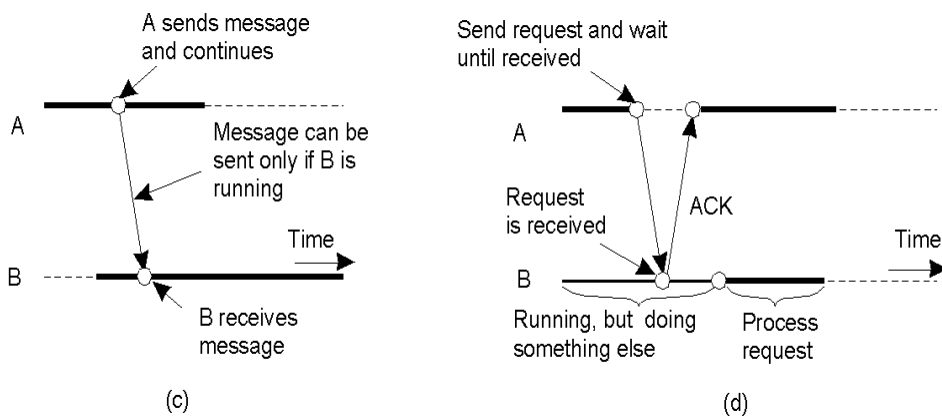 A sends message
and continues
A
Message can be
sent only if B is
running
Time
B
B receives
message
(c)
Send request and wait
until received
A
Request
is received
ACK
Time
B
Running, but doing
something else
Process
request
(d)